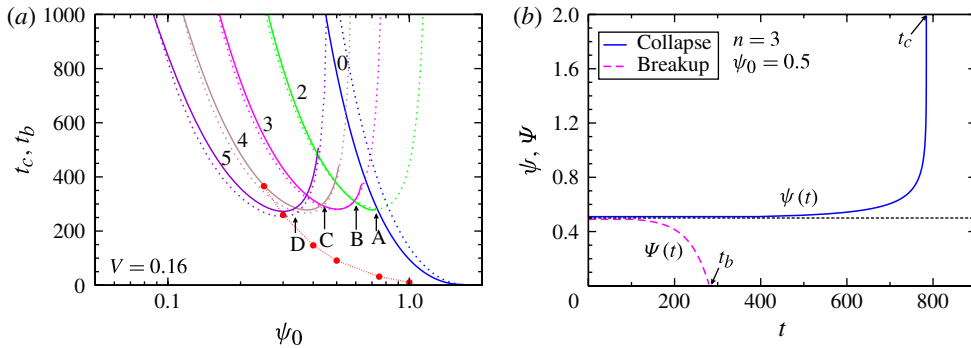 (a)
1000
800
600
400
200
0
t_c, t_b
0
2
3
4
5
D
C
B
A
V = 0.16
0.1
1.0
ψ_0
(b)
2.0
1.6
1.2
0.8
0.4
0
ψ, Ψ
Collapse
Breakup
n = 3
ψ_0 = 0.5
t_c
ψ(t)
Ψ(t)
t_b
200
400
600
800
t